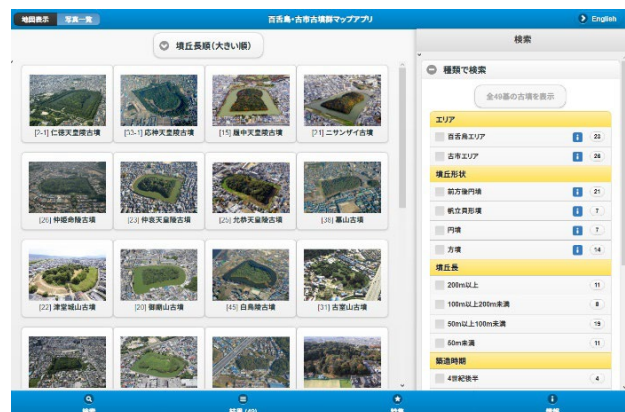 地図表示 写真一覧
百舌鳥・古市古墳群マップアプリ
English
墳丘長順(大きい順)
[2-1] 仁徳天皇陵古墳
[33-1] 応神天皇陵古墳
[15] 履中天皇陵古墳
[21] ニサンザイ古墳
[26] 仲姫命陵古墳
[23] 仲哀天皇陵古墳
[25] 允恭天皇陵古墳
[38] 墓山古墳
[22] 津堂城山古墳
[20] 御廟山古墳
[45] 白鳥陵古墳
[31] 古室山古墳
検索
種類で検索
全49基の古墳を表示
エリア
百舌鳥エリア 23
古市エリア 26
墳丘形状
前方後円墳 21
帆立貝形墳 7
円墳 7
方墳 14
墳丘長
200m以上 11
100m以上200m未満 8
50m以上100m未満 19
50m未満 11
築造時期
4世紀後半 4